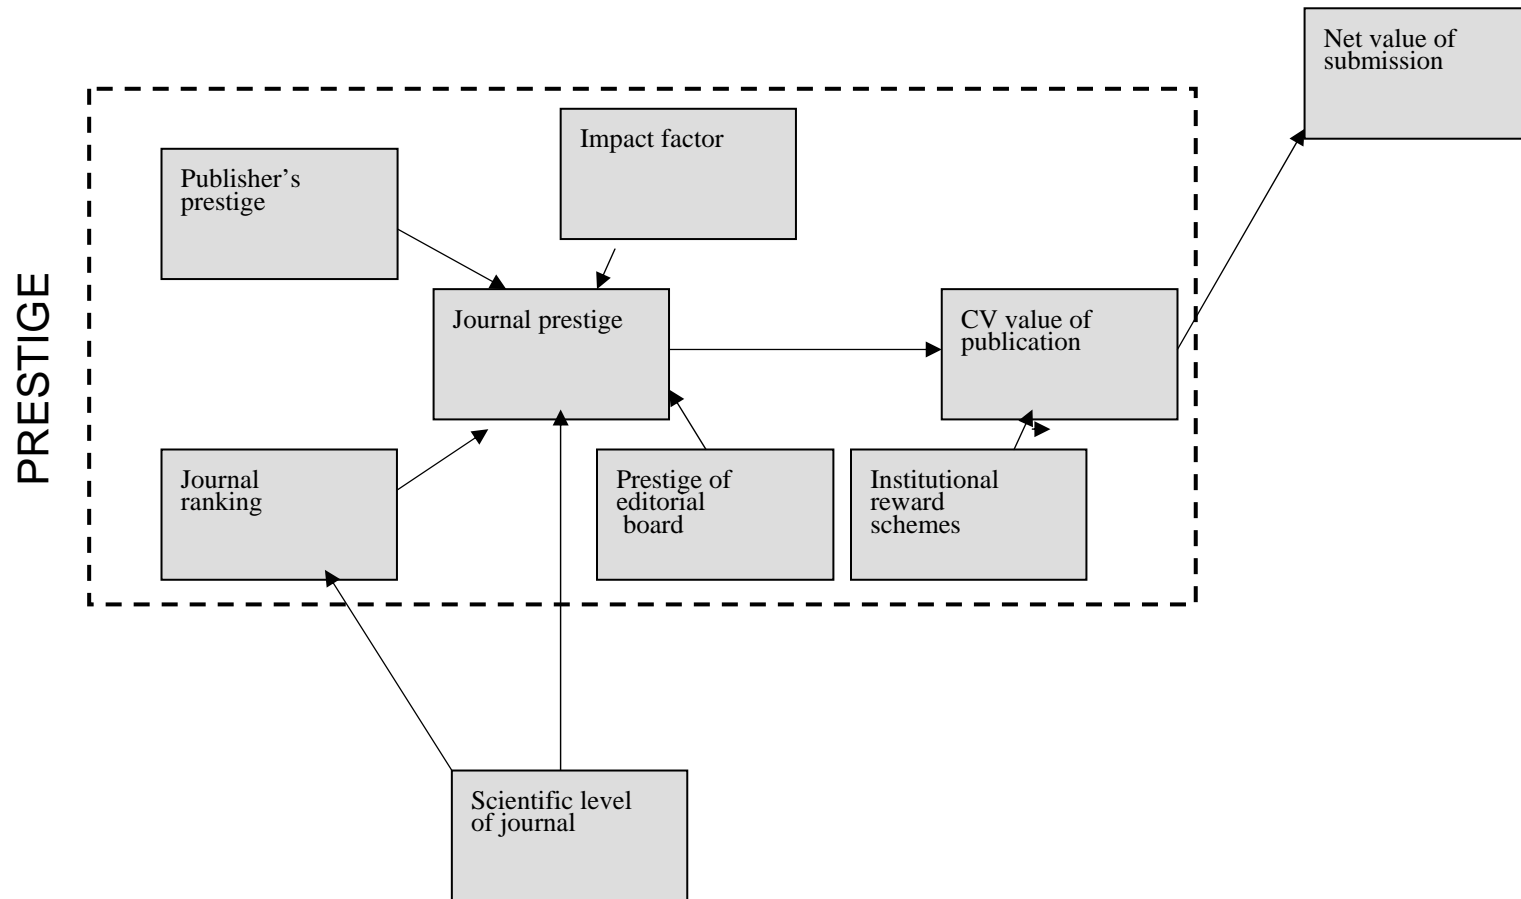 Net value of
submission
Impact factor
Publisher’s
prestige
PRESTIGE
Journal prestige
CV value of
publication
Journal
ranking
Prestige of
editorial
board
Institutional
reward
schemes
Scientific level
of journal